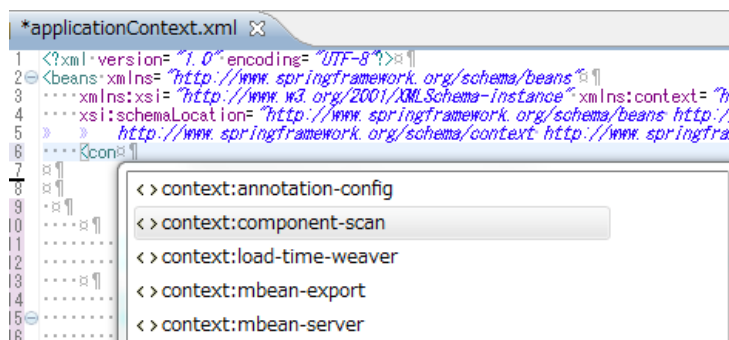 *applicationContext.xml
1 <?xml version="1.0" encoding="UTF-8"?>
2 <beans xmlns="http://www.springframework.org/schema/beans"
3 xmlns:xsi="http://www.w3.org/2001/XMLSchema-instance" xmlns:context="h
4 xsi:schemaLocation="http://www.springframework.org/schema/beans http:/
5 http://www.springframework.org/schema/context http://www.springfra
6 <con
7
8
9
10
11
12
13
14
15
16
<>context:annotation-config
<>context:component-scan
<>context:load-time-weaver
<>context:mbean-export
<>context:mbean-server